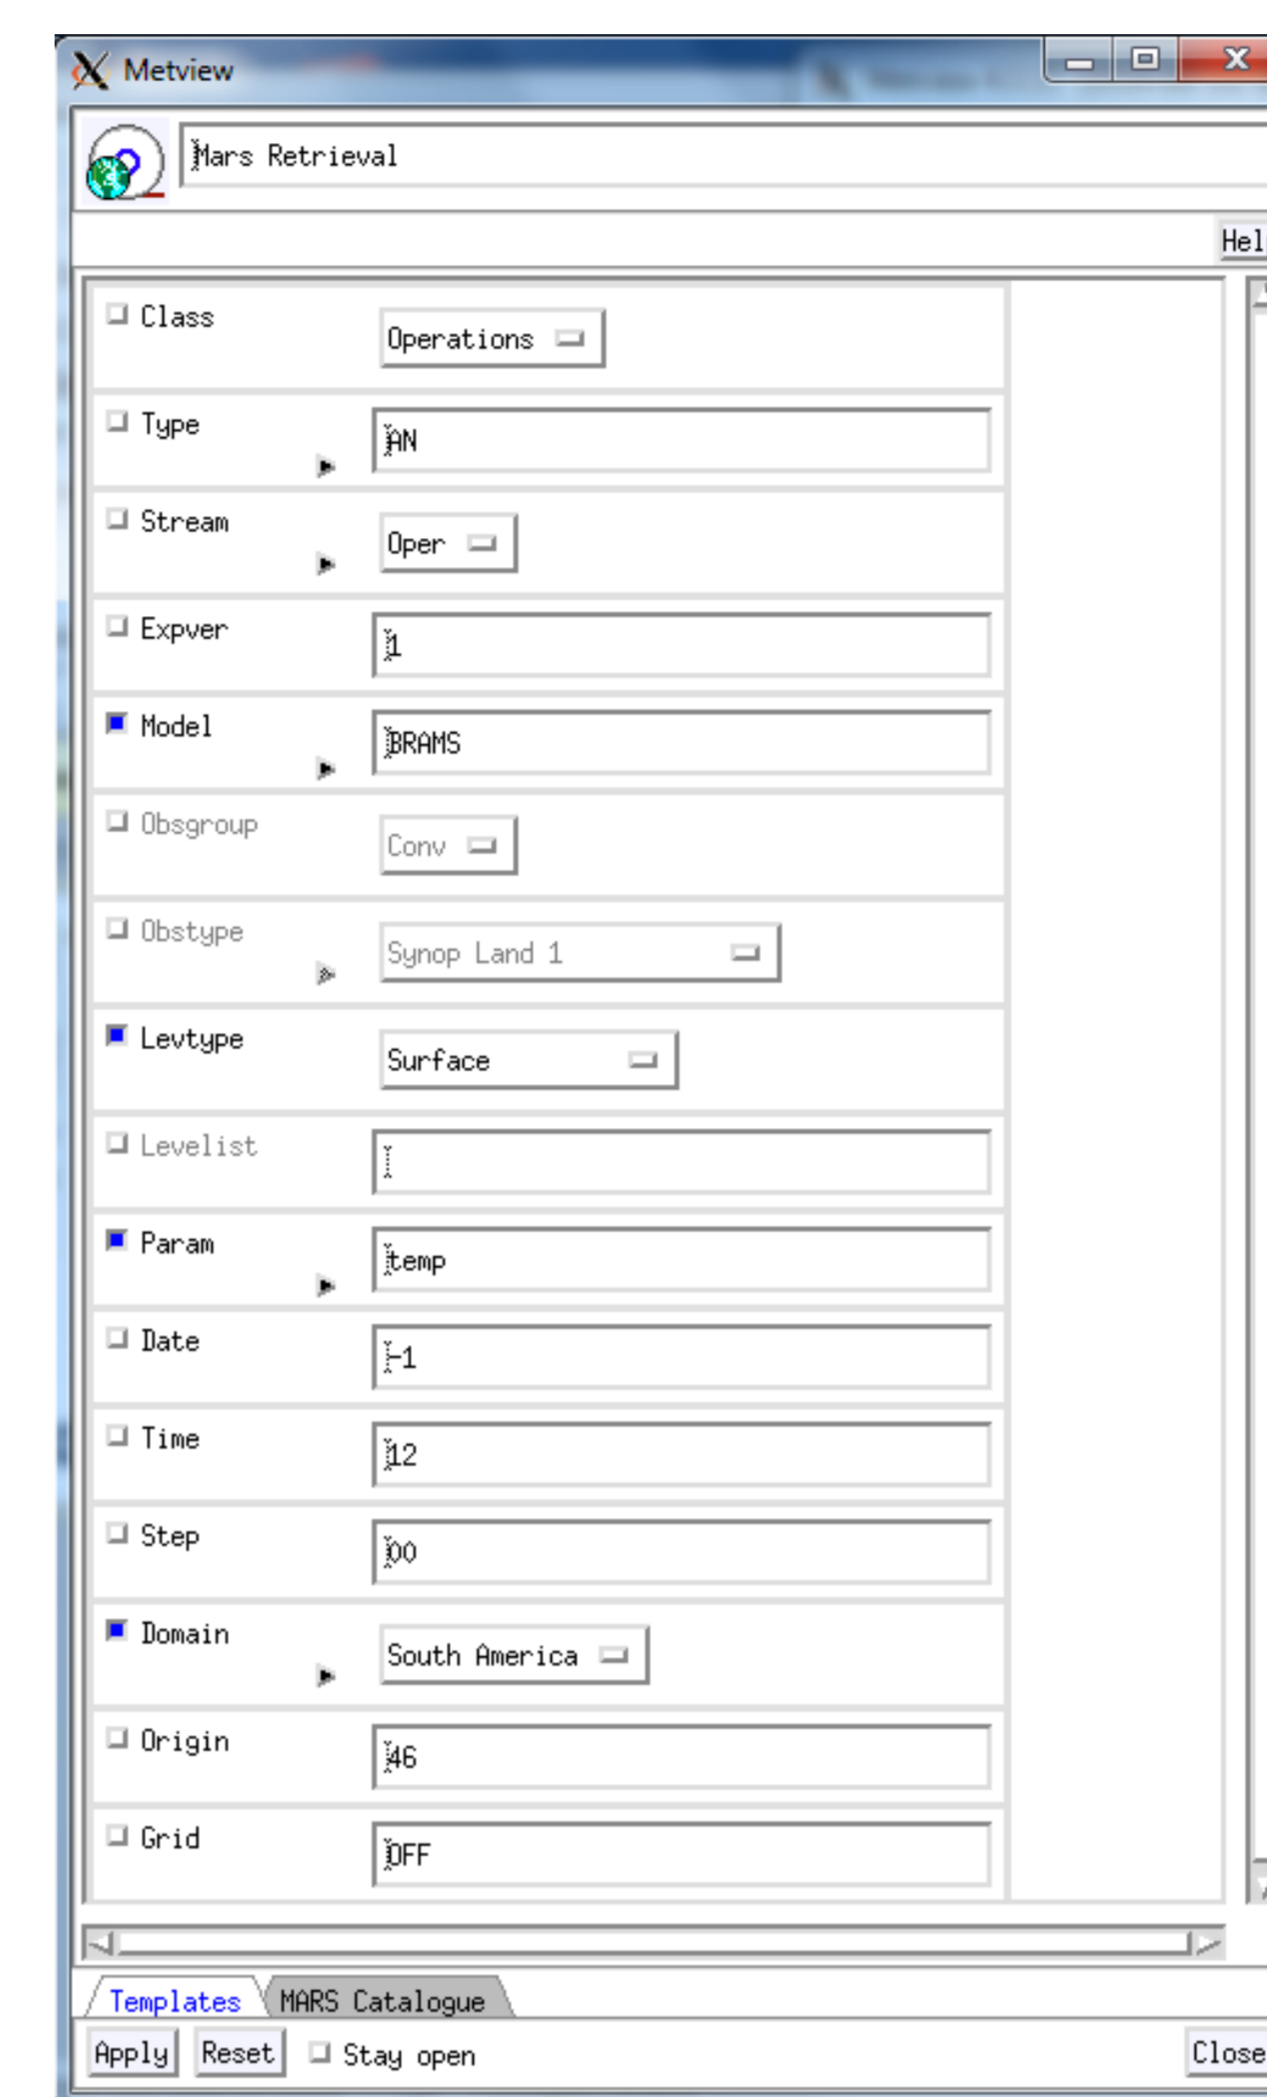 Metview
Mars Retrieval
Hel
Class Operations
Type AN
Stream Oper
Expver 1
Model BRAMS
Obsgroup Conv
Obstype Synop Land 1
Levtype Surface
Levelist
Param temp
Date -1
Time 12
Step 00
Domain South America
Origin 46
Grid OFF
Templates MARS Catalogue
Apply Reset Stay open Close